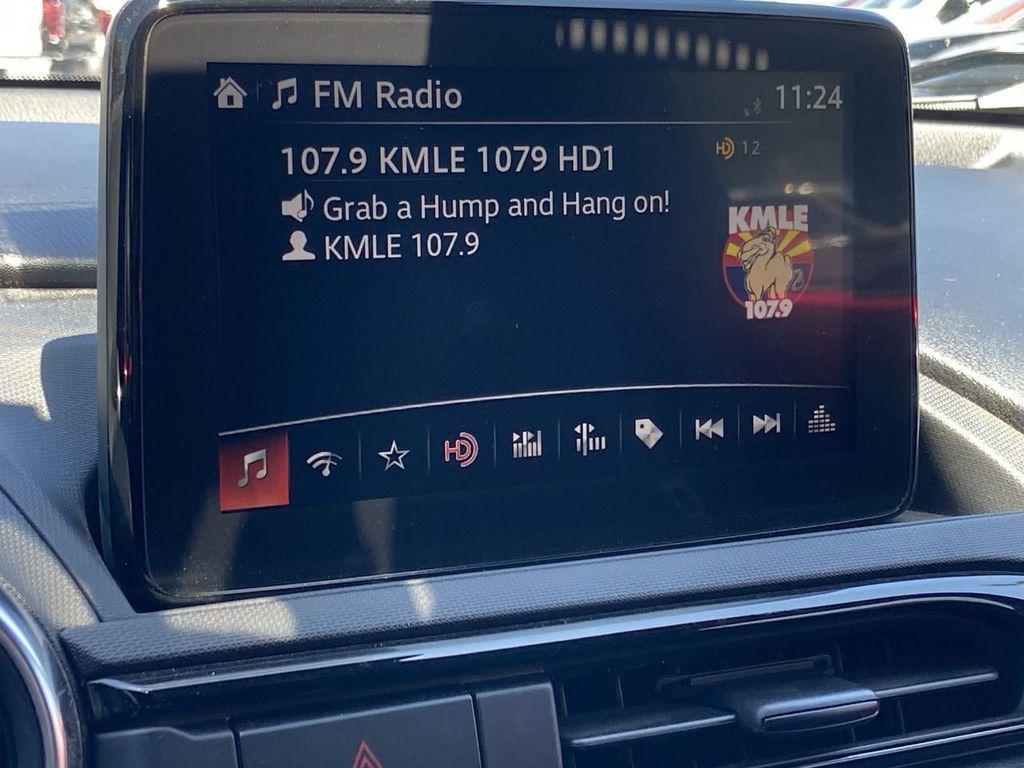 FM Radio
11:24
107.9 KMLE 1079 HD1
HD 12
Grab a Hump and Hang on!
KMLE 107.9
KMLE
107.9
HD